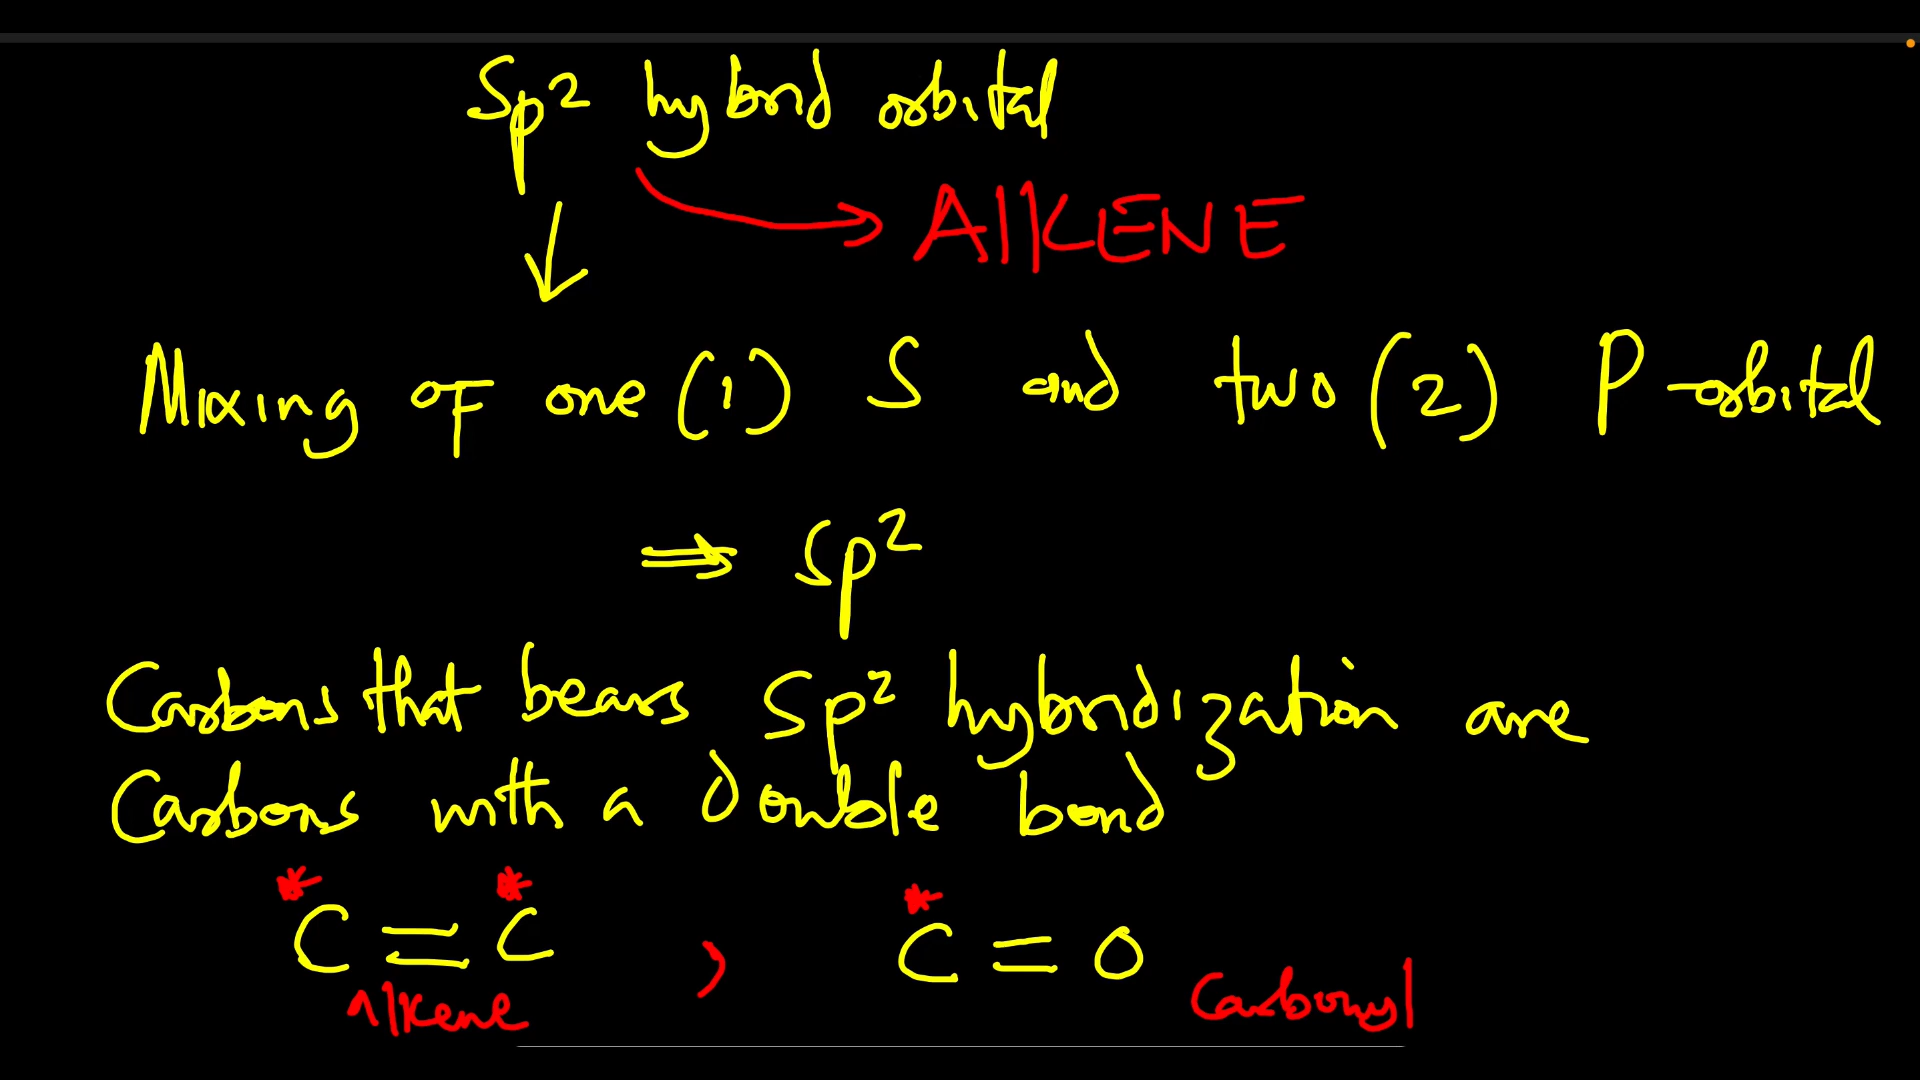 Sp² hybrid orbital
AlKENE
Mixing of one (1) S and two (2) P-orbital
⇒ Sp²
Carbons that bears Sp² hybridization are
Carbons with a double bond
* *
C = C , * C = O
Alkene Carbonyl